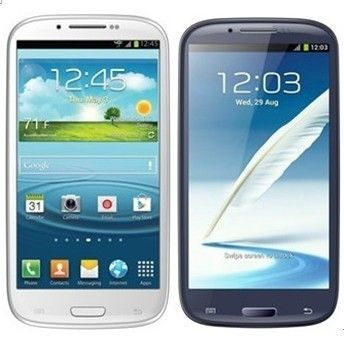 12:45
12:45
Thu, May 3
71°F
Google
31
Calendar
Camera
Email
Play Store
Phone
Contacts
Messaging
Internet
Apps
12:03
12:03
Wed, 29 Aug
Swipe screen to unlock